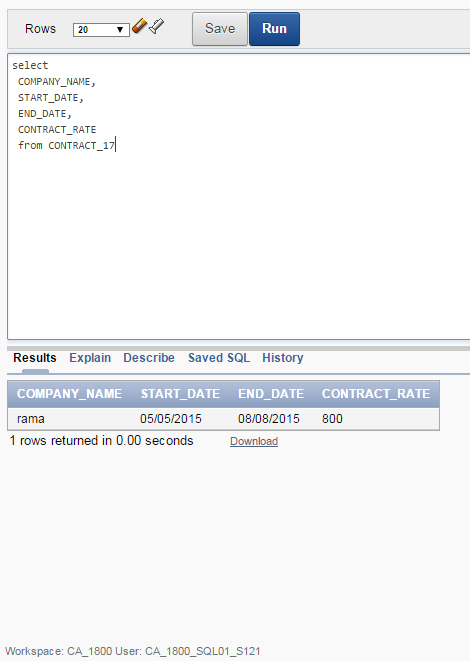 Rows 20 Save Run
select
COMPANY_NAME,
START_DATE,
END_DATE,
CONTRACT_RATE
from CONTRACT_17
Results Explain Describe Saved SQL History
COMPANY_NAME START_DATE END_DATE CONTRACT_RATE
rama 05/05/2015 08/08/2015 800
1 rows returned in 0.00 seconds Download
Workspace: CA_1800 User: CA_1800_SQL01_S121